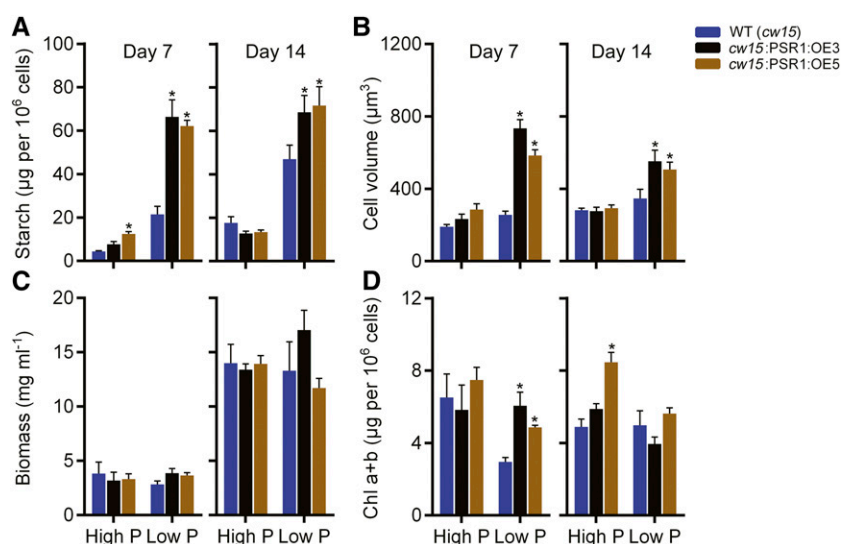 A
Day 7
Day 14
Starch (µg per 10⁶ cells)
100
80
60
40
20
0
*
*
*
*
*
B
Day 7
Day 14
Cell volume (µm³)
1200
800
400
0
*
*
*
*
WT (cw15)
cw15:PSR1:OE3
cw15:PSR1:OE5
C
Biomass (mg ml⁻¹)
20
15
10
5
0
High P Low P
High P Low P
D
Chl a+b (µg per 10⁶ cells)
12
9
6
3
0
*
*
*
High P Low P
High P Low P